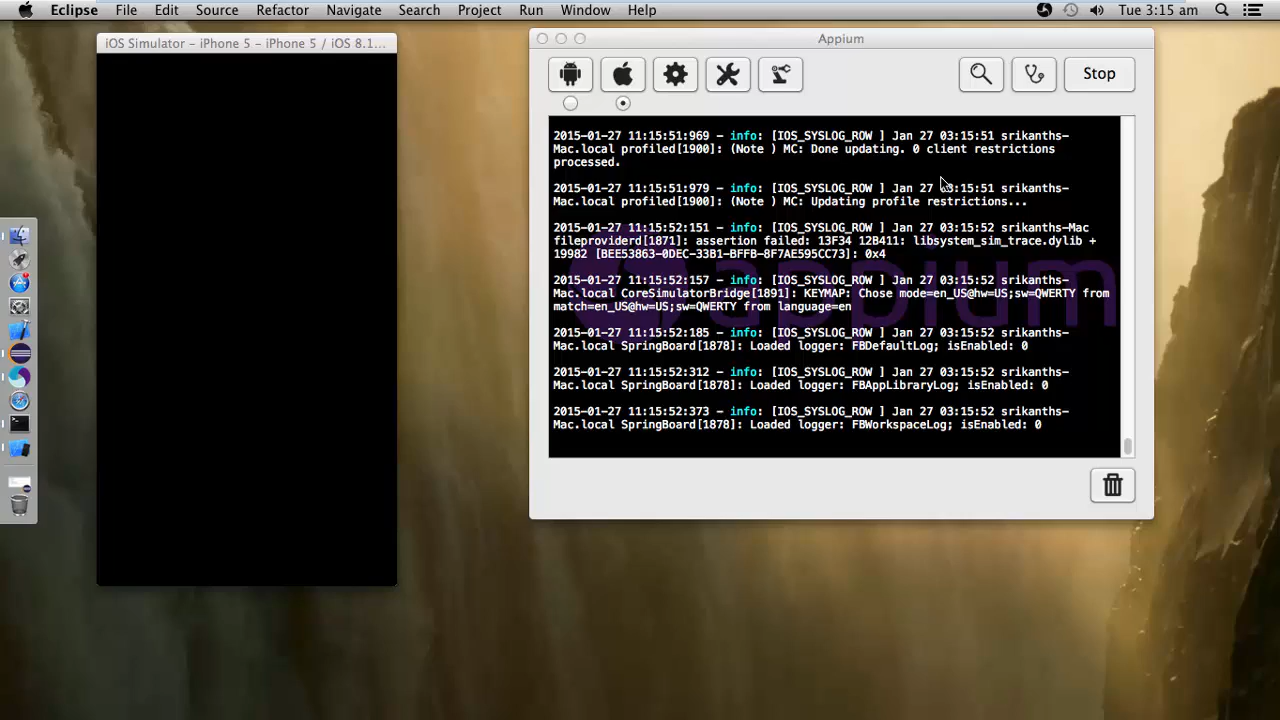 Eclipse File Edit Source Refactor Navigate Search Project Run Window Help Tue 3:15 am
iOS Simulator – iPhone 5 – iPhone 5 / iOS 8.1...
Appium
Stop
2015-01-27 11:15:51:969 - info: [IOS_SYSLOG_ROW ] Jan 27 03:15:51 srikanths-
Mac.local profiled[1900]: (Note ) MC: Done updating. 0 client restrictions
processed.
2015-01-27 11:15:51:979 - info: [IOS_SYSLOG_ROW ] Jan 27 03:15:51 srikanths-
Mac.local profiled[1900]: (Note ) MC: Updating profile restrictions...
2015-01-27 11:15:52:151 - info: [IOS_SYSLOG_ROW ] Jan 27 03:15:52 srikanths-Mac
fileproviderd[1871]: assertion failed: 13F34 12B411: libsystem_sim_trace.dylib +
19982 [BEE53863-0DEC-33B1-BFFB-8F7AE595CC73]: 0x4
2015-01-27 11:15:52:157 - info: [IOS_SYSLOG_ROW ] Jan 27 03:15:52 srikanths-
Mac.local CoreSimulatorBridge[1891]: KEYMAP: Chose mode=en_US@hw=US;sw=QWERTY from
match=en_US@hw=US;sw=QWERTY from language=en
2015-01-27 11:15:52:185 - info: [IOS_SYSLOG_ROW ] Jan 27 03:15:52 srikanths-
Mac.local SpringBoard[1878]: Loaded logger: FBDefaultLog; isEnabled: 0
2015-01-27 11:15:52:312 - info: [IOS_SYSLOG_ROW ] Jan 27 03:15:52 srikanths-
Mac.local SpringBoard[1878]: Loaded logger: FBAppLibraryLog; isEnabled: 0
2015-01-27 11:15:52:373 - info: [IOS_SYSLOG_ROW ] Jan 27 03:15:52 srikanths-
Mac.local SpringBoard[1878]: Loaded logger: FBWorkspaceLog; isEnabled: 0
appium